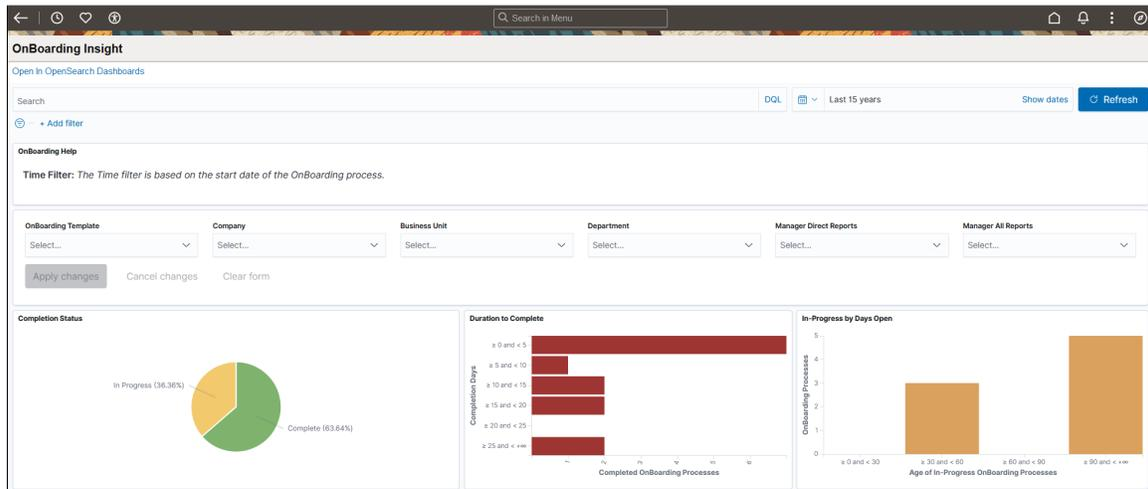 Search in Menu
OnBoarding Insight
Open In OpenSearch Dashboards
Search DQL Last 15 years Show dates Refresh
+ Add filter
OnBoarding Help
Time Filter: The Time filter is based on the start date of the OnBoarding process.
OnBoarding Template Company Business Unit Department Manager Direct Reports Manager All Reports
Select... Select... Select... Select... Select... Select...
Apply changes Cancel changes Clear form
Completion Status
In Progress (36.36%)
Complete (63.64%)
Duration to Complete
Completion Days
≥ 0 and < 5
≥ 5 and < 10
≥ 10 and < 15
≥ 15 and < 20
≥ 20 and < 25
≥ 25 and < +∞
1 2 3 4 5 6
Completed OnBoarding Processes
In-Progress by Days Open
OnBoarding Processes
5
4
3
2
1
0
≥ 0 and < 30 ≥ 30 and < 60 ≥ 60 and < 90 ≥ 90 and < +∞
Age of In-Progress OnBoarding Processes